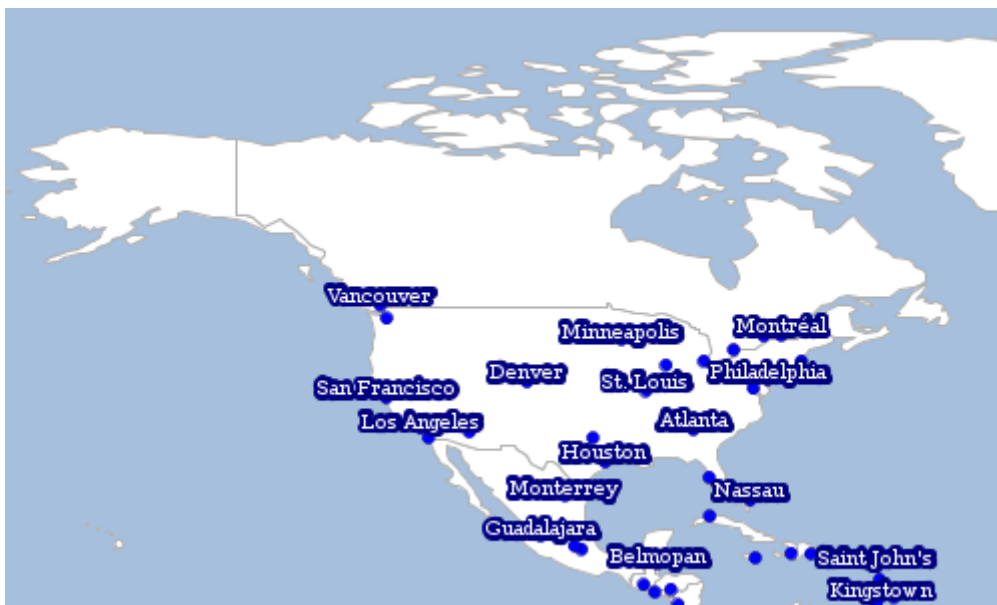 Vancouver
Minneapolis
Montréal
Denver
St. Louis
Philadelphia
San Francisco
Los Angeles
Atlanta
Houston
Monterrey
Nassau
Guadalajara
Belmopan
Saint John's
Kingstown